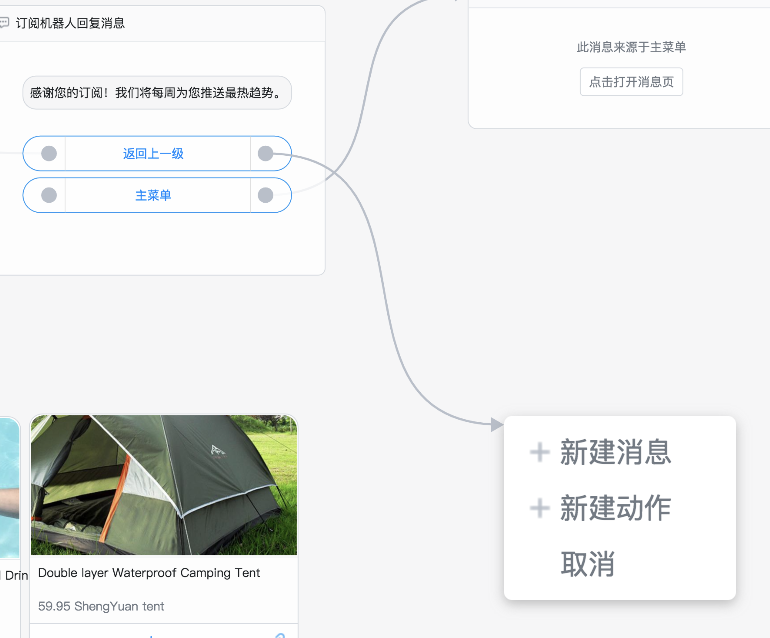 订阅机器人回复消息
感谢您的订阅！我们将每周为您推送最热趋势。
返回上一级
主菜单
此消息来源于主菜单
点击打开消息页
新建消息
新建动作
取消
Drin
Double layer Waterproof Camping Tent
59.95 ShengYuan tent